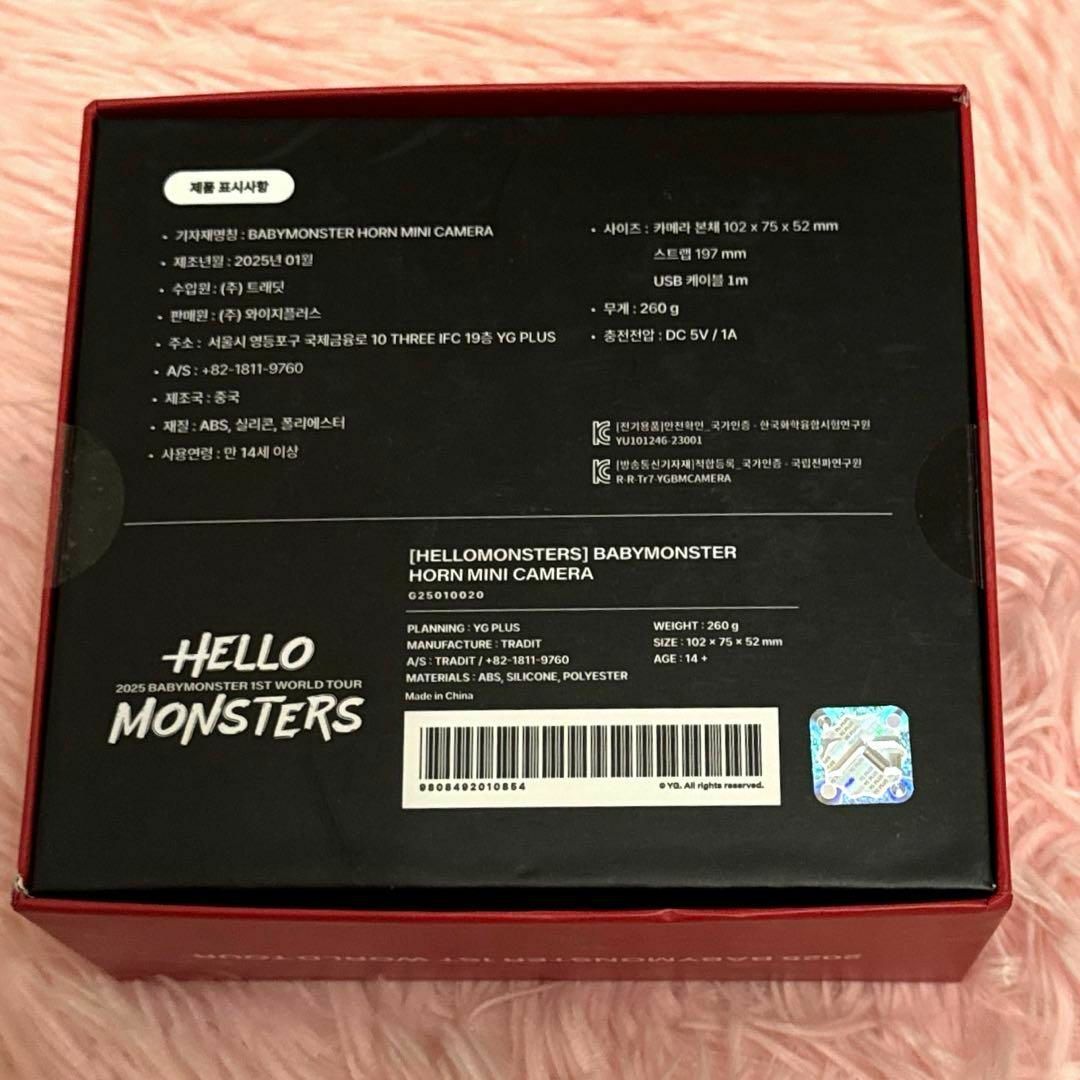 제품 표시사항
• 기자재명칭 : BABYMONSTER HORN MINI CAMERA
• 제조년월 : 2025년 01월
• 수입원 : (주) 트래딧
• 판매원 : (주) 와이지플러스
• 주소 : 서울시 영등포구 국제금융로 10 THREE IFC 19층 YG PLUS
• A/S : +82-1811-9760
• 제조국 : 중국
• 재질 : ABS, 실리콘, 폴리에스터
• 사용연령 : 만 14세 이상
• 사이즈 : 카메라 본체 102 x 75 x 52 mm
스트랩 197 mm
USB 케이블 1m
• 무게 : 260 g
• 충전전압 : DC 5V / 1A
[전기용품]안전확인_국가인증 - 한국화학융합시험연구원
YU101246-23001
[방송통신기자재]적합등록_국가인증 - 국립전파연구원
R-R-Tr7-YGBMCAMERA
HELLO
2025 BABYMONSTER 1ST WORLD TOUR
MONSTERS
[HELLOMONSTERS] BABYMONSTER
HORN MINI CAMERA
G25010020
PLANNING : YG PLUS
MANUFACTURE : TRADIT
A/S : TRADIT / +82-1811-9760
MATERIALS : ABS, SILICONE, POLYESTER
Made in China
WEIGHT : 260 g
SIZE : 102 × 75 × 52 mm
AGE : 14 +
9808492010854
© YG. All rights reserved.
2025 BABYMONSTER 1ST WORLD TOUR